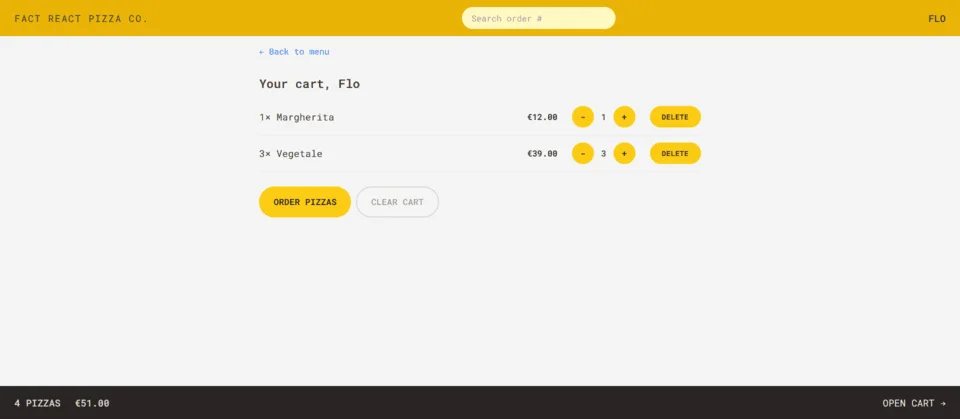 FACT REACT PIZZA CO. Search order # FLO
← Back to menu
Your cart, Flo
1× Margherita €12.00 - 1 + DELETE
3× Vegetale €39.00 - 3 + DELETE
ORDER PIZZAS CLEAR CART
4 PIZZAS €51.00 OPEN CART →